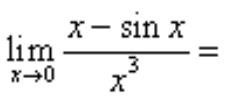 lim x→0 (x − sin x) / x³ =